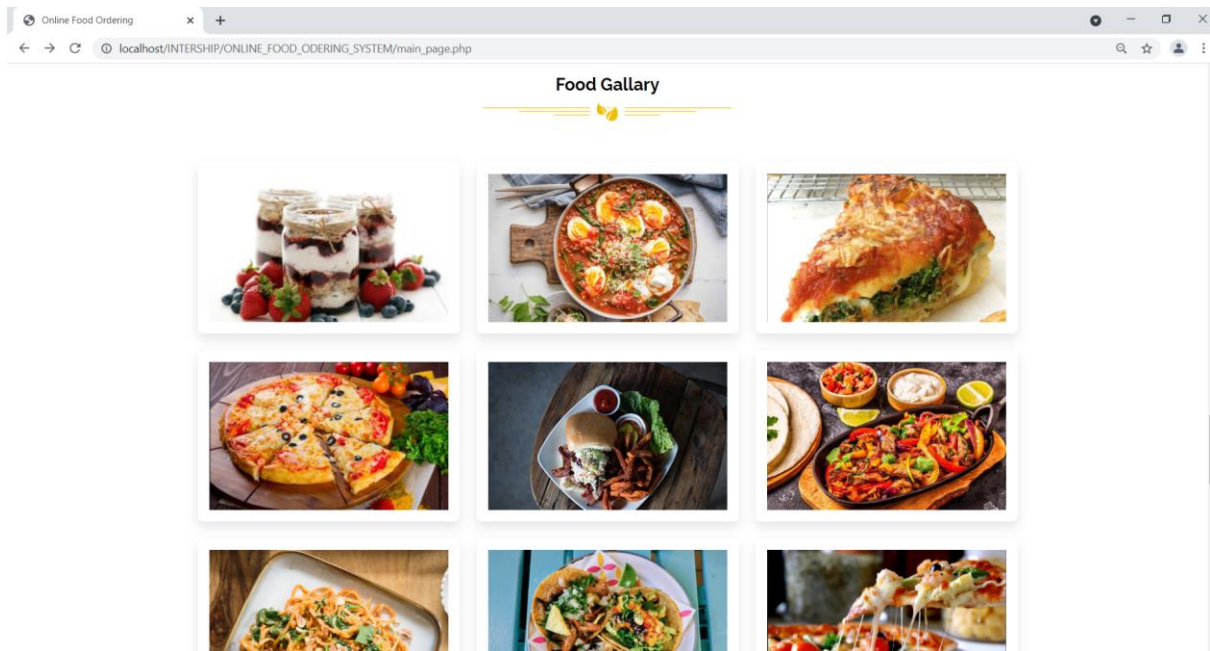 Online Food Ordering
localhost/INTERSHIP/ONLINE_FOOD_ODERING_SYSTEM/main_page.php
Food Gallary